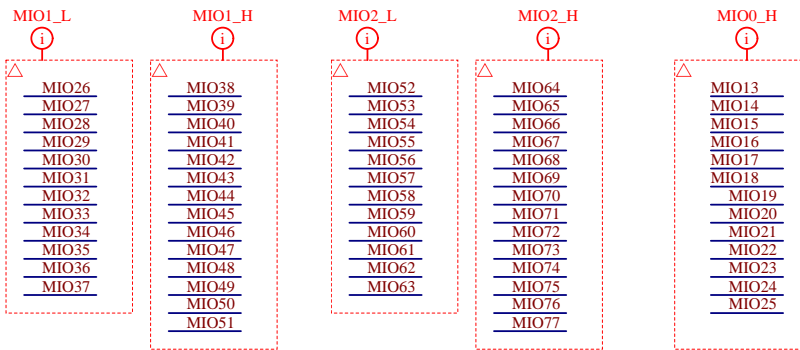 MIO1_L
i
MIO26
MIO27
MIO28
MIO29
MIO30
MIO31
MIO32
MIO33
MIO34
MIO35
MIO36
MIO37
MIO1_H
i
MIO38
MIO39
MIO40
MIO41
MIO42
MIO43
MIO44
MIO45
MIO46
MIO47
MIO48
MIO49
MIO50
MIO51
MIO2_L
i
MIO52
MIO53
MIO54
MIO55
MIO56
MIO57
MIO58
MIO59
MIO60
MIO61
MIO62
MIO63
MIO2_H
i
MIO64
MIO65
MIO66
MIO67
MIO68
MIO69
MIO70
MIO71
MIO72
MIO73
MIO74
MIO75
MIO76
MIO77
MIO0_H
i
MIO13
MIO14
MIO15
MIO16
MIO17
MIO18
MIO19
MIO20
MIO21
MIO22
MIO23
MIO24
MIO25